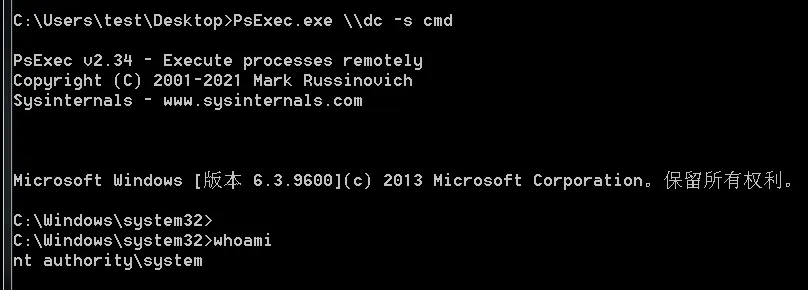 C:\Users\test\Desktop>PsExec.exe \\dc -s cmd
PsExec v2.34 - Execute processes remotely
Copyright (C) 2001-2021 Mark Russinovich
Sysinternals - www.sysinternals.com
Microsoft Windows [版本 6.3.9600](c) 2013 Microsoft Corporation。保留所有权利。
C:\Windows\system32>
C:\Windows\system32>whoami
nt authority\system